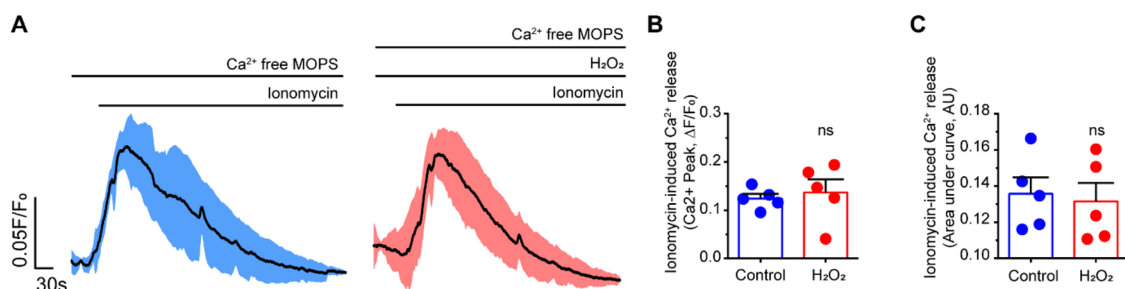 A
Ca²⁺ free MOPS
Ionomycin
0.05F/F₀
30s
Ca²⁺ free MOPS
H₂O₂
Ionomycin
B
Ionomycin-induced Ca²⁺ release
(Ca2+ Peak, ΔF/F₀)
0.3
0.2
0.1
0.0
ns
Control
H₂O₂
C
Ionomycin-induced Ca²⁺ release
(Area under curve, AU)
0.18
0.16
0.14
0.12
0.10
ns
Control
H₂O₂